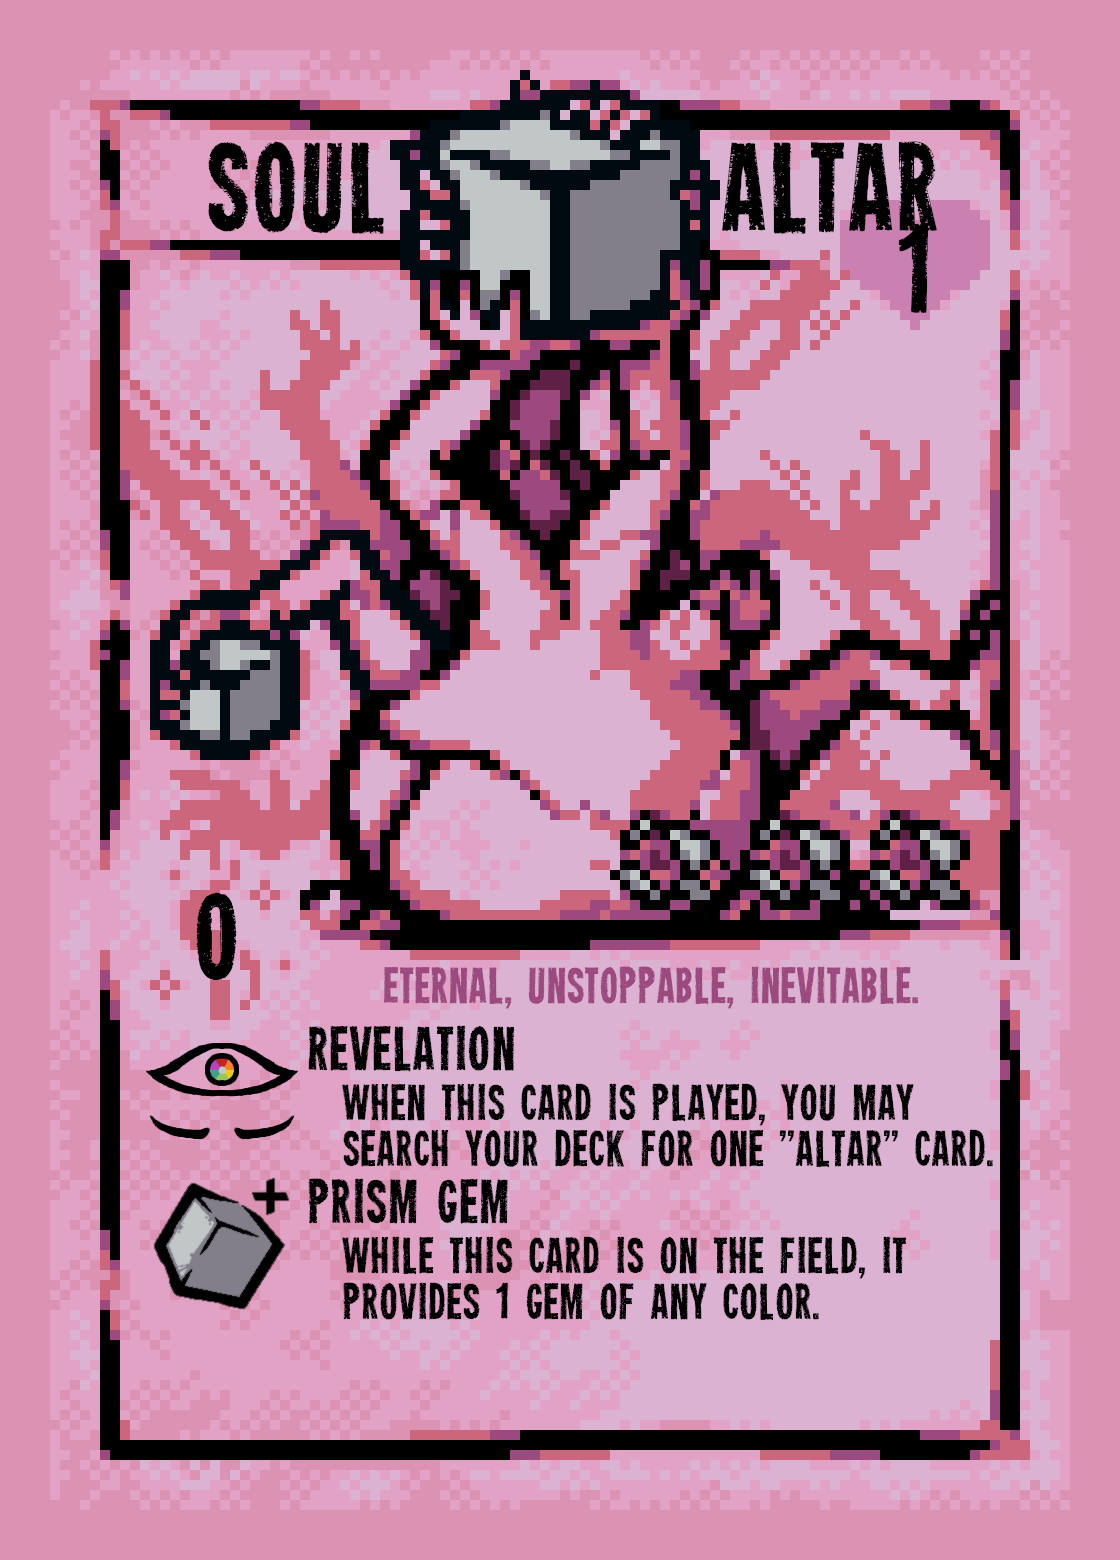 SOUL ALTAR
1
0
ETERNAL, UNSTOPPABLE, INEVITABLE.
REVELATION
WHEN THIS CARD IS PLAYED, YOU MAY
SEARCH YOUR DECK FOR ONE "ALTAR" CARD.
+ PRISM GEM
WHILE THIS CARD IS ON THE FIELD, IT
PROVIDES 1 GEM OF ANY COLOR.